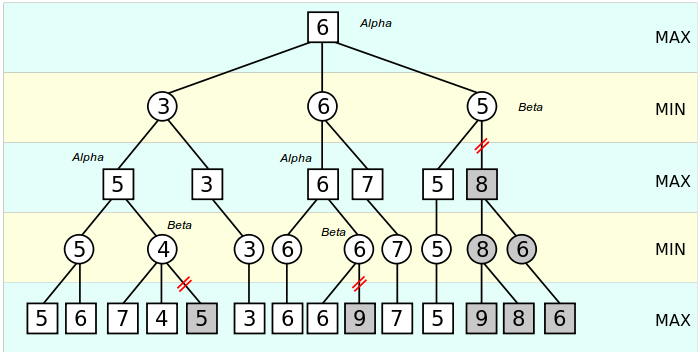 6 Alpha MAX
3 6 5 Beta MIN
Alpha 5 3 Alpha 6 7 5 8 MAX
5 4 Beta 3 6 Beta 6 7 5 8 6 MIN
5 6 7 4 5 3 6 6 9 7 5 9 8 6 MAX